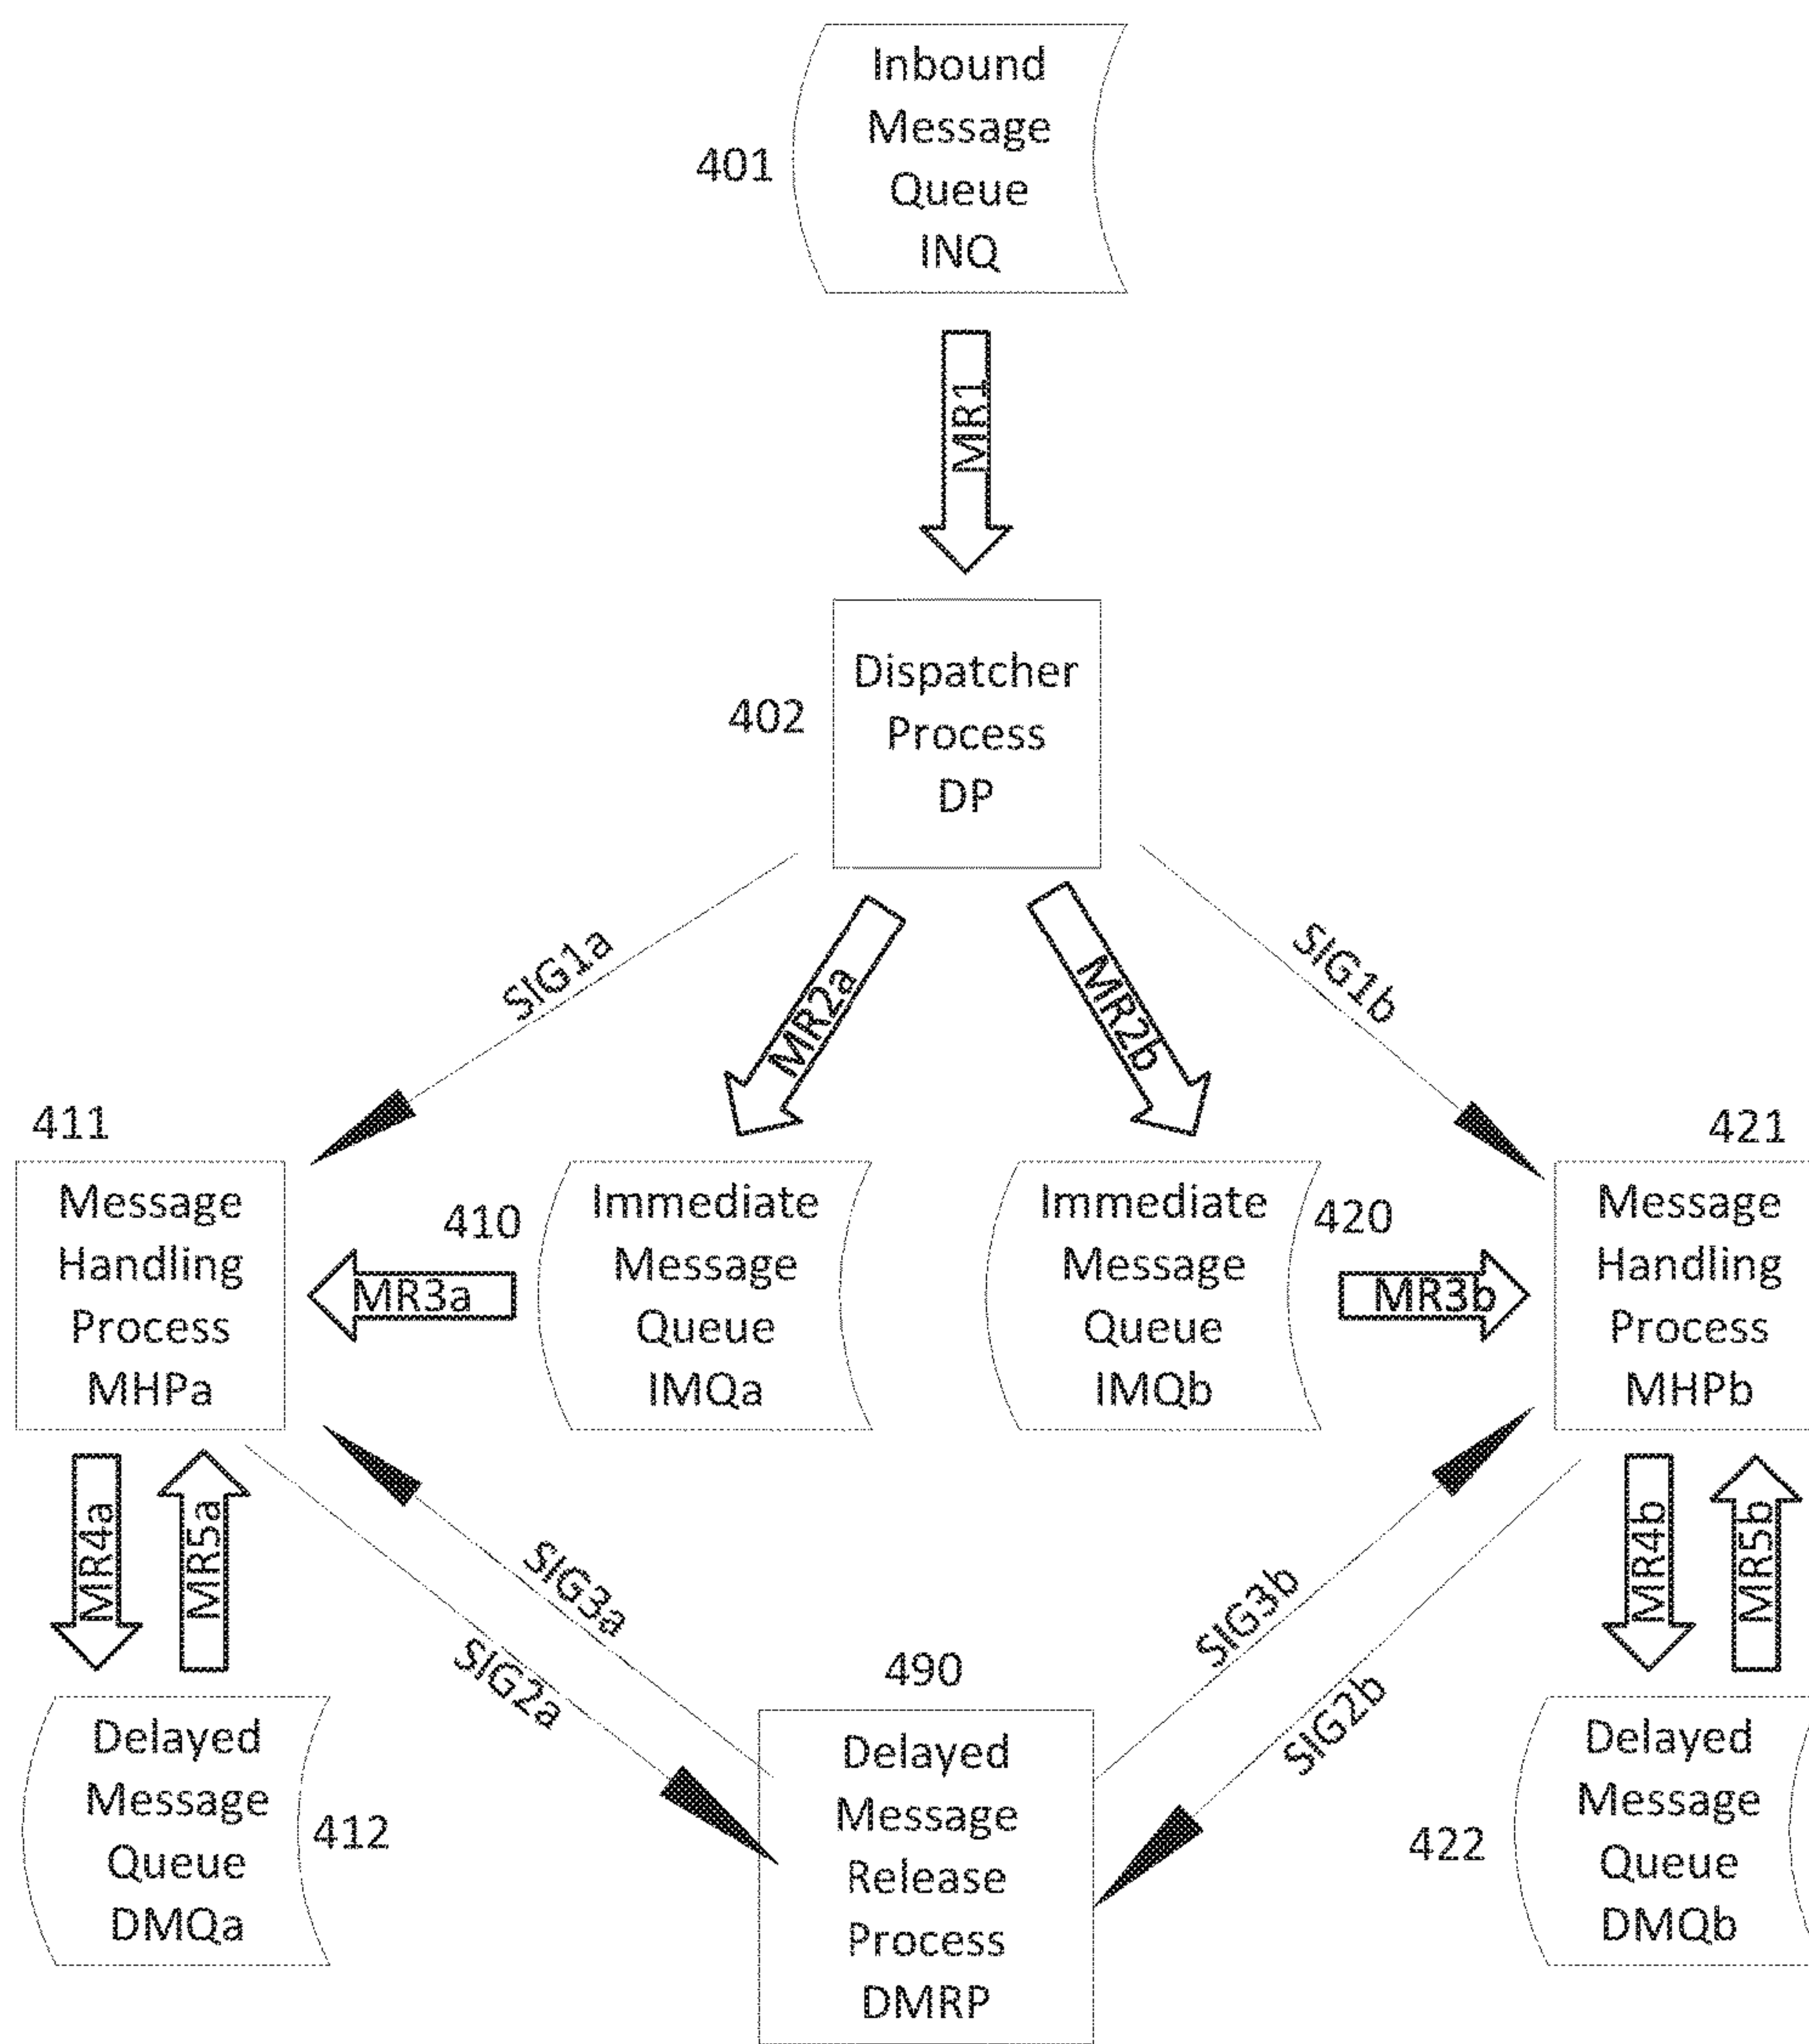 Inbound
Message
Queue
INQ
401
MR1
Dispatcher
Process
DP
402
SIG1a
MR2a
MR2b
SIG1b
411
Message
Handling
Process
MHPa
410
MR3a
Immediate
Message
Queue
IMQa
Immediate
Message
Queue
IMQb
420
MR3b
421
Message
Handling
Process
MHPb
MR4a
MR5a
SIG3a
SIG2a
SIG3b
SIG2b
MR4b
MR5b
Delayed
Message
Queue
DMQa
412
490
Delayed
Message
Release
Process
DMRP
422
Delayed
Message
Queue
DMQb